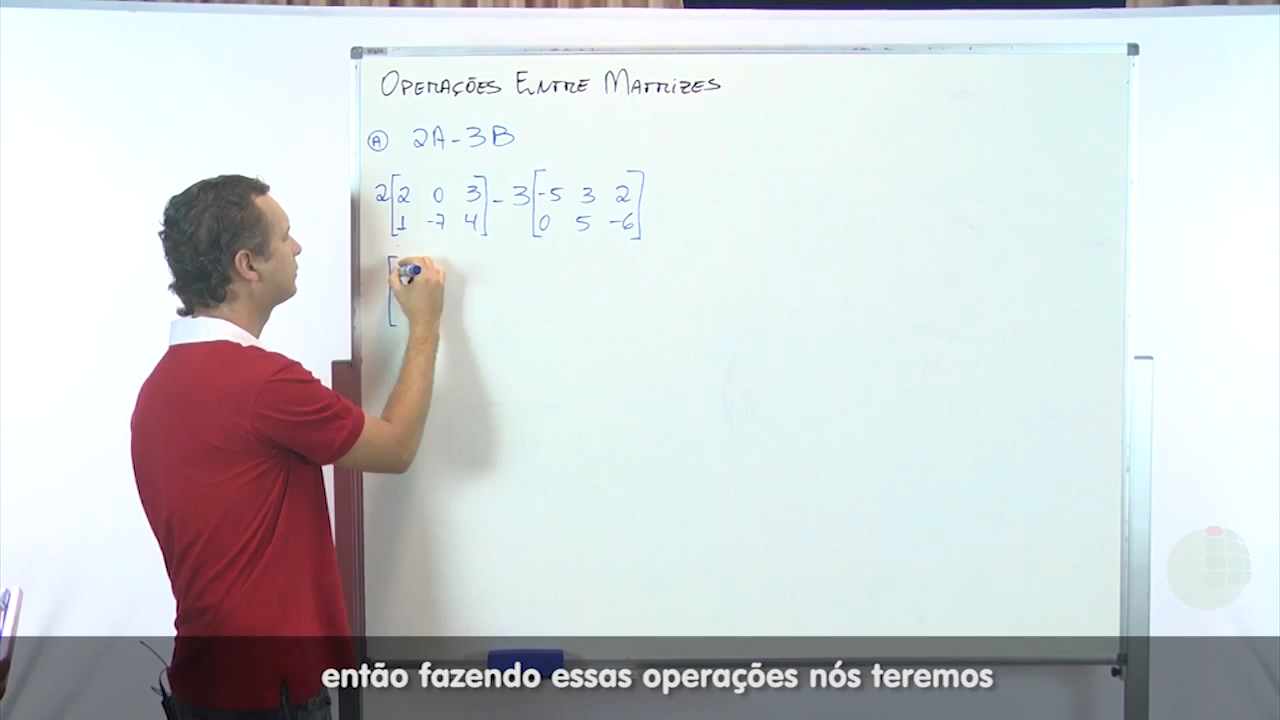 OPERAÇÕES ENTRE MATRIZES
A 2A - 3B
2[2 0 3] - 3[-5 3 2]
[1 -7 4] [0 5 -6]
[
então fazendo essas operações nós teremos